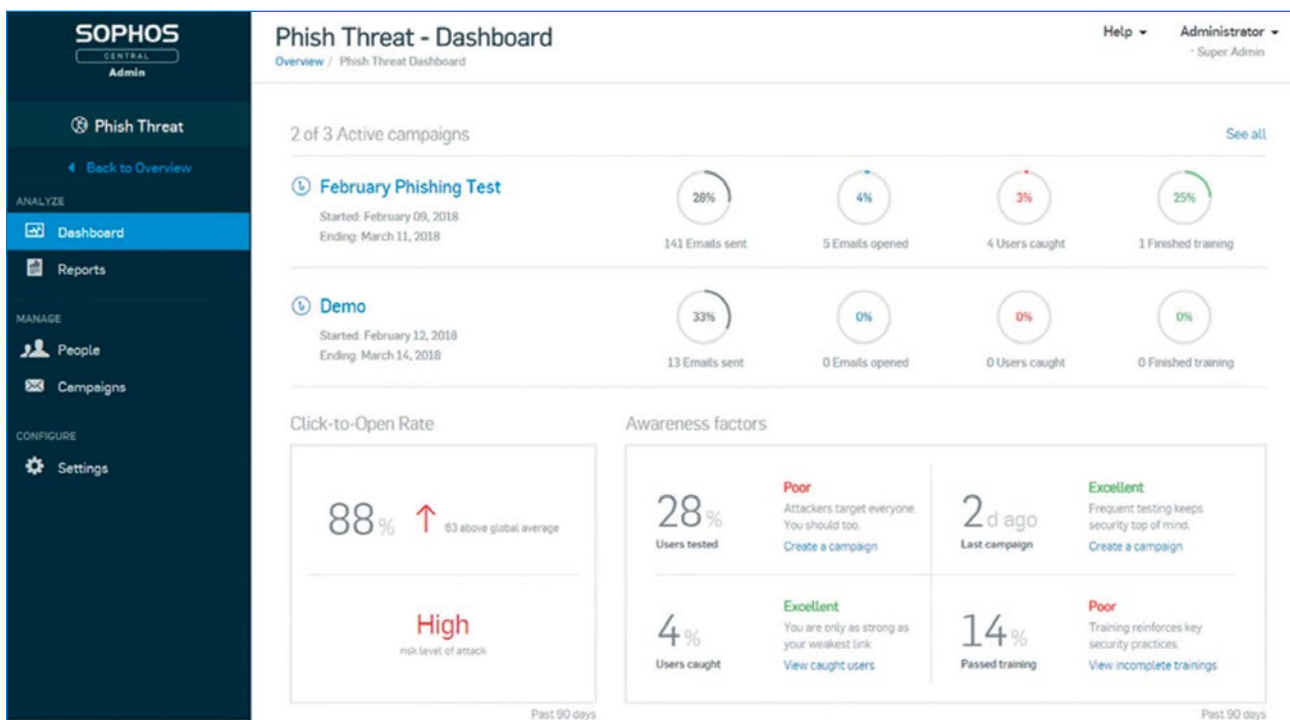 SOPHOS
CENTRAL
Admin
Phish Threat
Back to Overview
ANALYZE
Dashboard
Reports
MANAGE
People
Campaigns
CONFIGURE
Settings
Phish Threat - Dashboard
Overview / Phish Threat Dashboard
Help
Administrator
- Super Admin
2 of 3 Active campaigns
See all
February Phishing Test
Started: February 09, 2018
Ending: March 11, 2018
28%
141 Emails sent
4%
5 Emails opened
3%
4 Users caught
25%
1 Finished training
Demo
Started: February 12, 2018
Ending: March 14, 2018
33%
13 Emails sent
0%
0 Emails opened
0%
0 Users caught
0%
0 Finished training
Click-to-Open Rate
88%
63 above global average
High
risk level of attack
Past 90 days
Awareness factors
28%
Users tested
Poor
Attackers target everyone.
You should too.
Create a campaign
2 d ago
Last campaign
Excellent
Frequent testing keeps
security top of mind.
Create a campaign
4%
Users caught
Excellent
You are only as strong as
your weakest link.
View caught users
14%
Passed training
Poor
Training reinforces key
security practices.
View incomplete trainings
Past 90 days